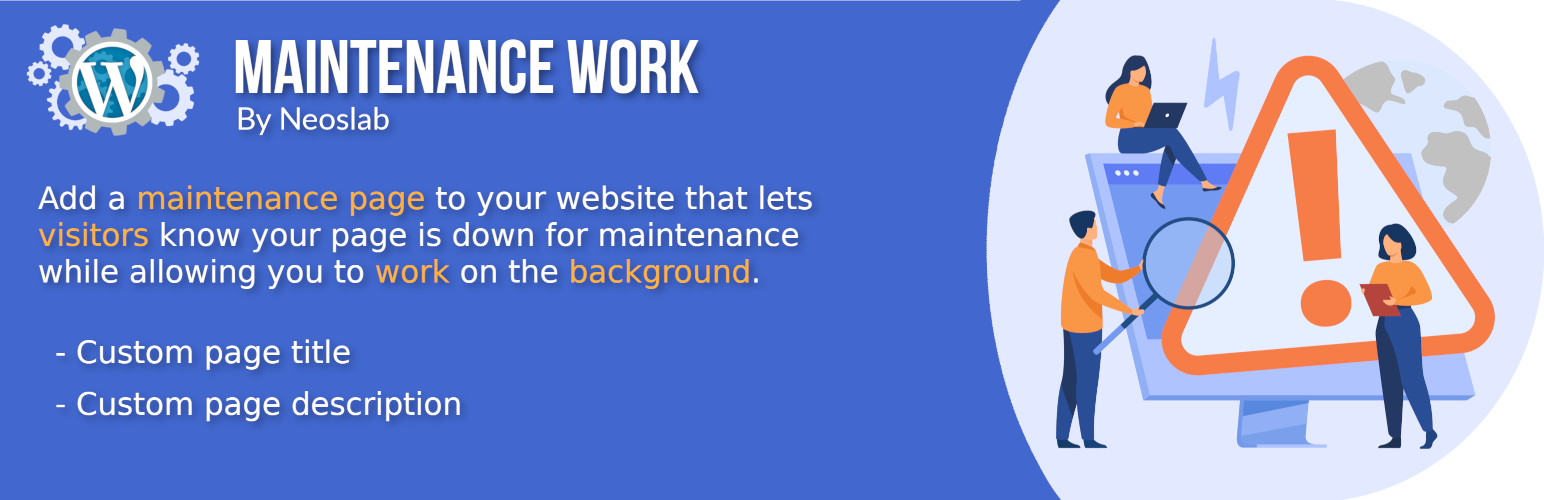 W
MAINTENANCE WORK
By Neoslab
Add a maintenance page to your website that lets
visitors know your page is down for maintenance
while allowing you to work on the background.
- Custom page title
- Custom page description
!